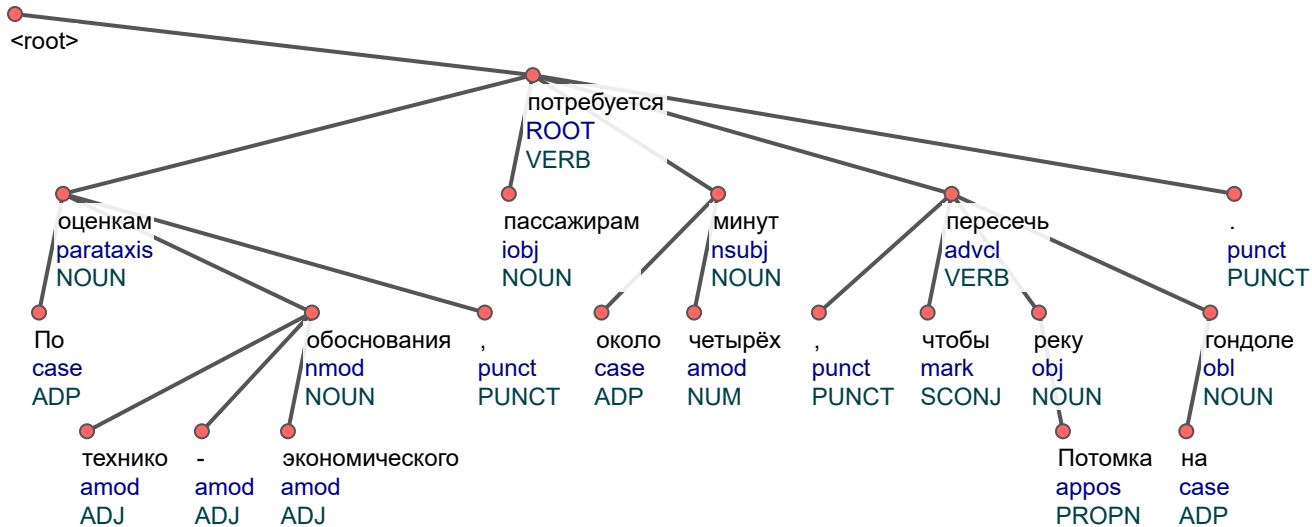 <root>
потребуется
ROOT
VERB
оценкам
parataxis
NOUN
пассажирам
iobj
NOUN
минут
nsubj
NOUN
пересечь
advcl
VERB
.
punct
PUNCT
По
case
ADP
обоснования
nmod
NOUN
,
punct
PUNCT
около
case
ADP
четырёх
amod
NUM
,
punct
PUNCT
чтобы
mark
SCONJ
реку
obj
NOUN
гондоле
obl
NOUN
технико
amod
ADJ
-
amod
ADJ
экономического
amod
ADJ
Потомка
appos
PROPN
на
case
ADP